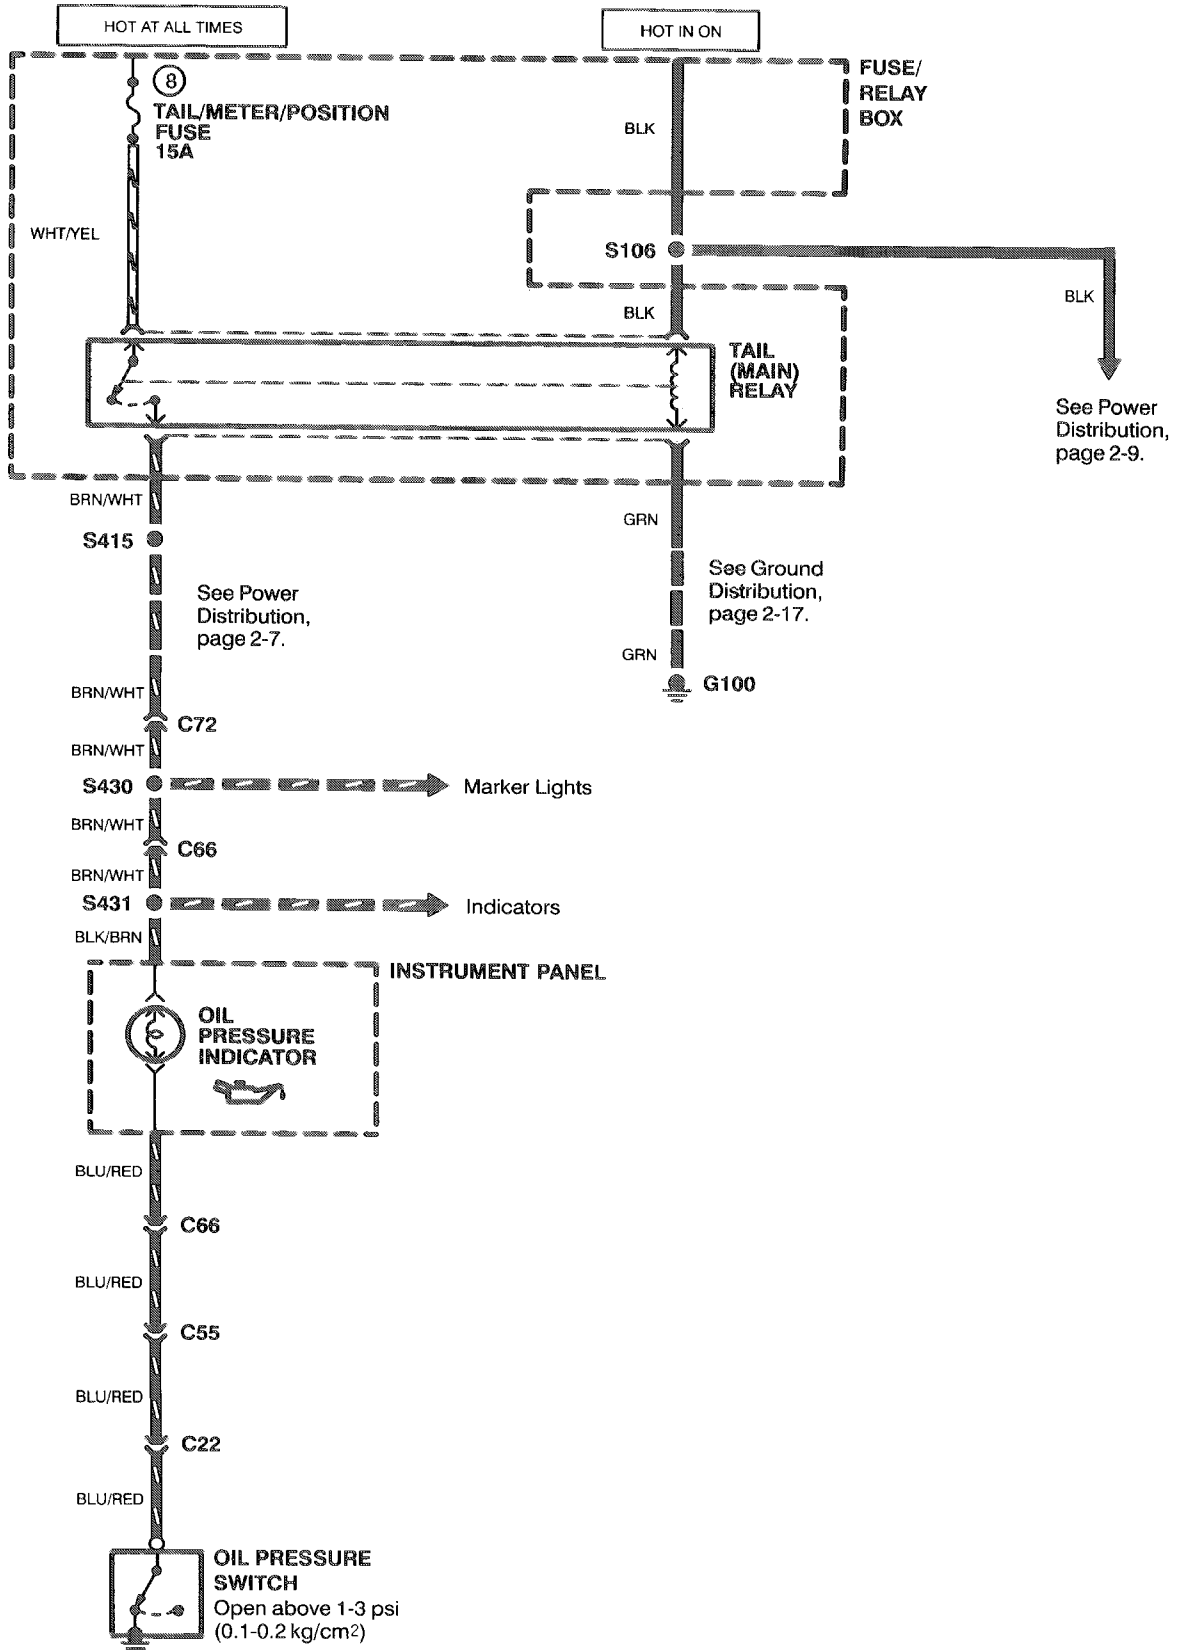 HOT AT ALL TIMES
HOT IN ON
8
TAIL/METER/POSITION
FUSE
15A
FUSE/
RELAY
BOX
BLK
WHT/YEL
S106
BLK
BLK
TAIL
(MAIN)
RELAY
See Power
Distribution,
page 2-9.
BRN/WHT
S415
GRN
See Power
Distribution,
page 2-7.
See Ground
Distribution,
page 2-17.
GRN
G100
BRN/WHT
C72
BRN/WHT
S430
Marker Lights
BRN/WHT
C66
BRN/WHT
S431
Indicators
BLK/BRN
INSTRUMENT PANEL
OIL
PRESSURE
INDICATOR
BLU/RED
C66
BLU/RED
C55
BLU/RED
C22
BLU/RED
OIL PRESSURE
SWITCH
Open above 1-3 psi
(0.1-0.2 kg/cm²)